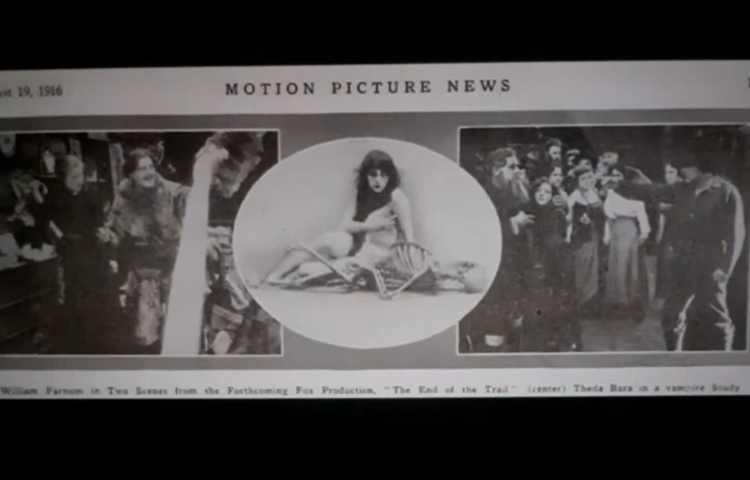 19, 1916
MOTION PICTURE NEWS
William Farnum in Two Scenes from the Forthcoming Fox Production, "The End of the Trail" (center) Theda Bara in a vampire Study